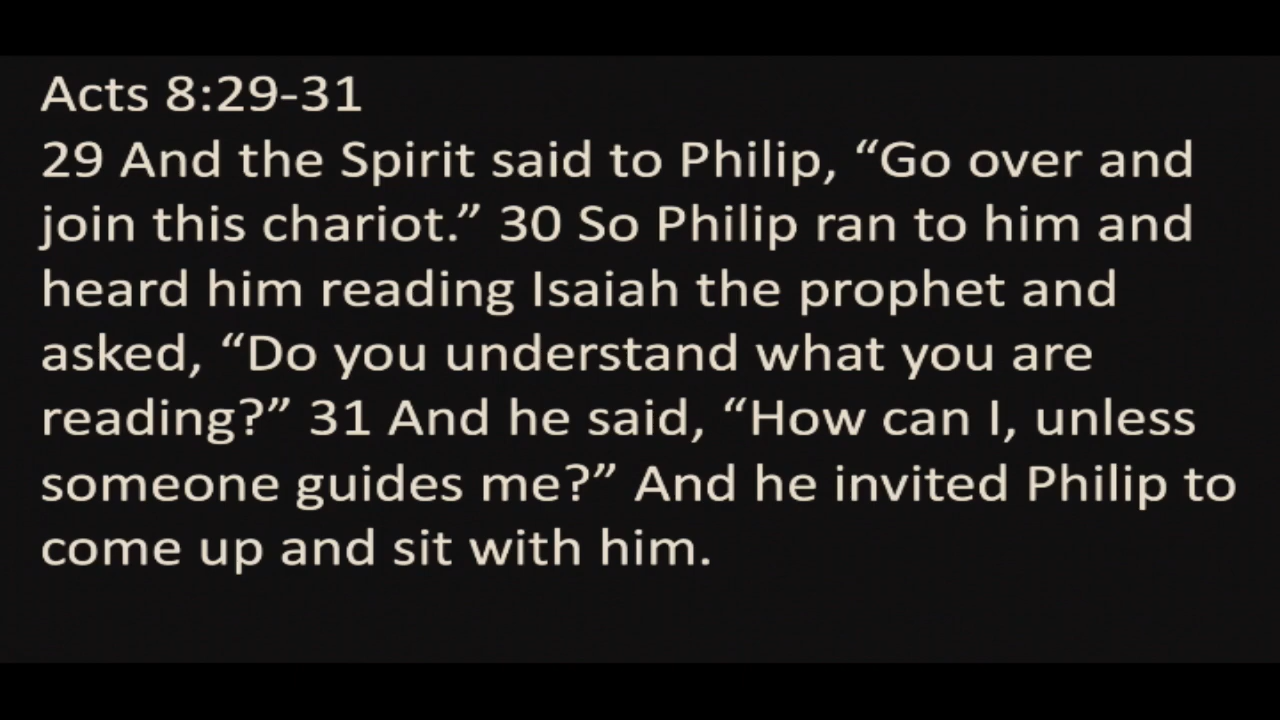 Acts 8:29-31
29 And the Spirit said to Philip, “Go over and
join this chariot.” 30 So Philip ran to him and
heard him reading Isaiah the prophet and
asked, “Do you understand what you are
reading?” 31 And he said, “How can I, unless
someone guides me?” And he invited Philip to
come up and sit with him.